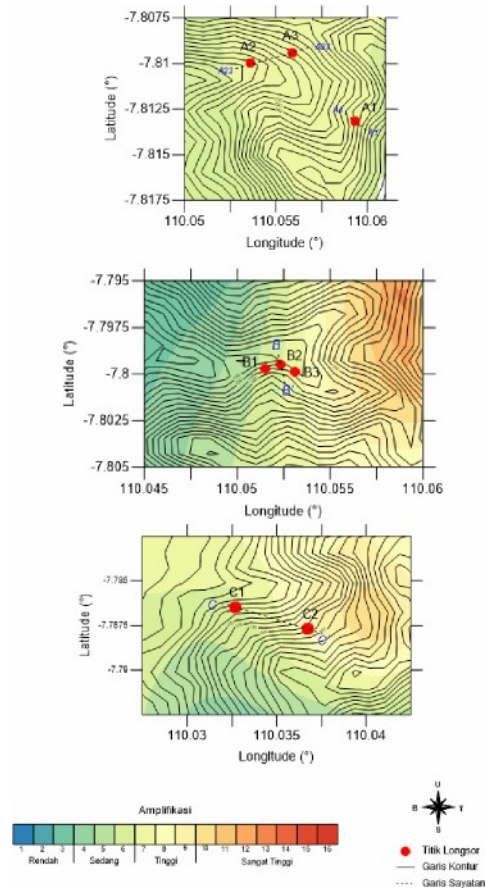 -7.8075
-7.81
-7.8125
-7.815
-7.8175
Latitude (°)
A2
A3
A1
110.05
110.055
110.06
Longitude (°)
-7.795
-7.7975
-7.8
-7.8025
-7.805
Latitude (°)
B
B1
B2
B3
B
110.045
110.05
110.055
110.06
Longitude (°)
-7.785
-7.7875
-7.79
Latitude (°)
C
C1
C2
C
110.03
110.035
110.04
Longitude (°)
Amplifikasi
1 2 3 4 5 6 7 8 9 10 11 12 13 14 15 16
Rendah Sedang Tinggi Sangat Tinggi
U
B T
S
Titik Longsor
Garis Kontur
Garis Sayatan